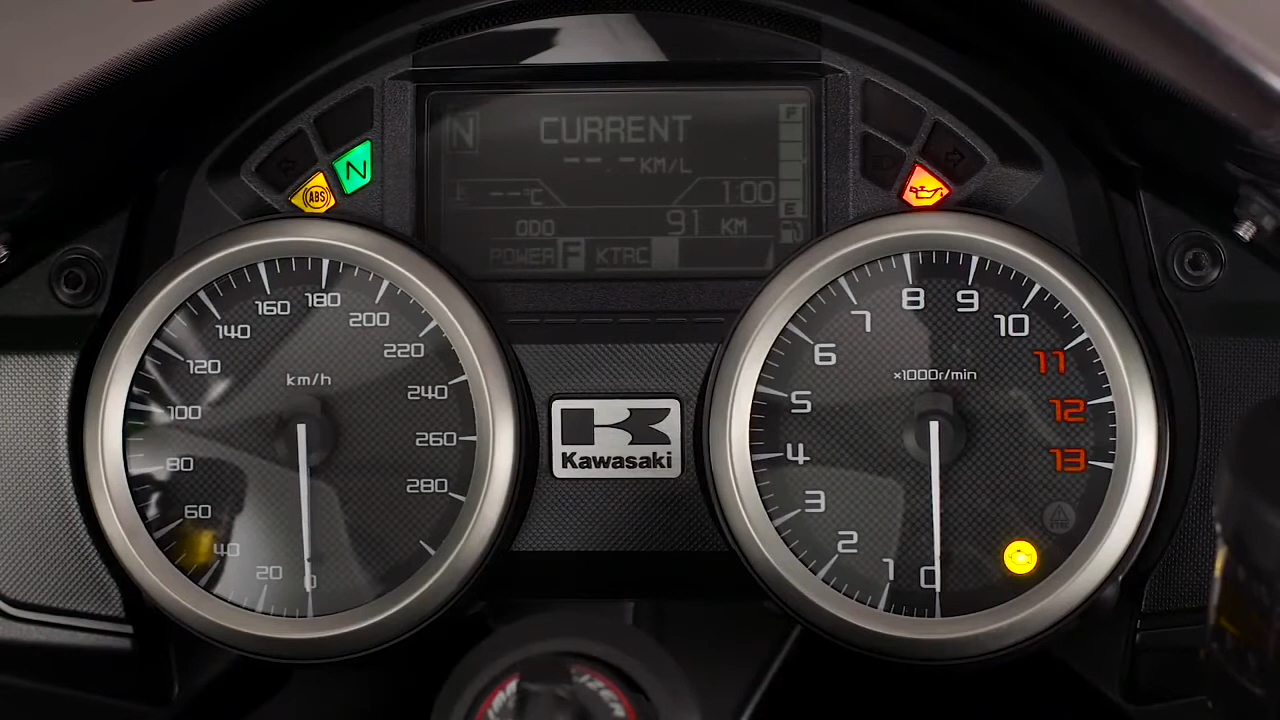 N
CURRENT
--.- KM/L
F
N
ABS
--°C
1:00
E
ODO 91 KM
POWER F KTRC
km/h
0
20
40
60
80
100
120
140
160
180
200
220
240
260
280
Kawasaki
×1000r/min
0
1
2
3
4
5
6
7
8
9
10
11
12
13